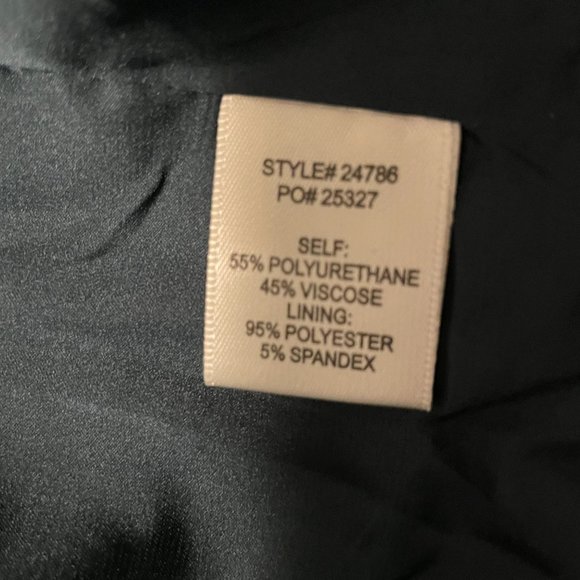 STYLE# 24786
PO# 25327
SELF:
55% POLYURETHANE
45% VISCOSE
LINING:
95% POLYESTER
5% SPANDEX